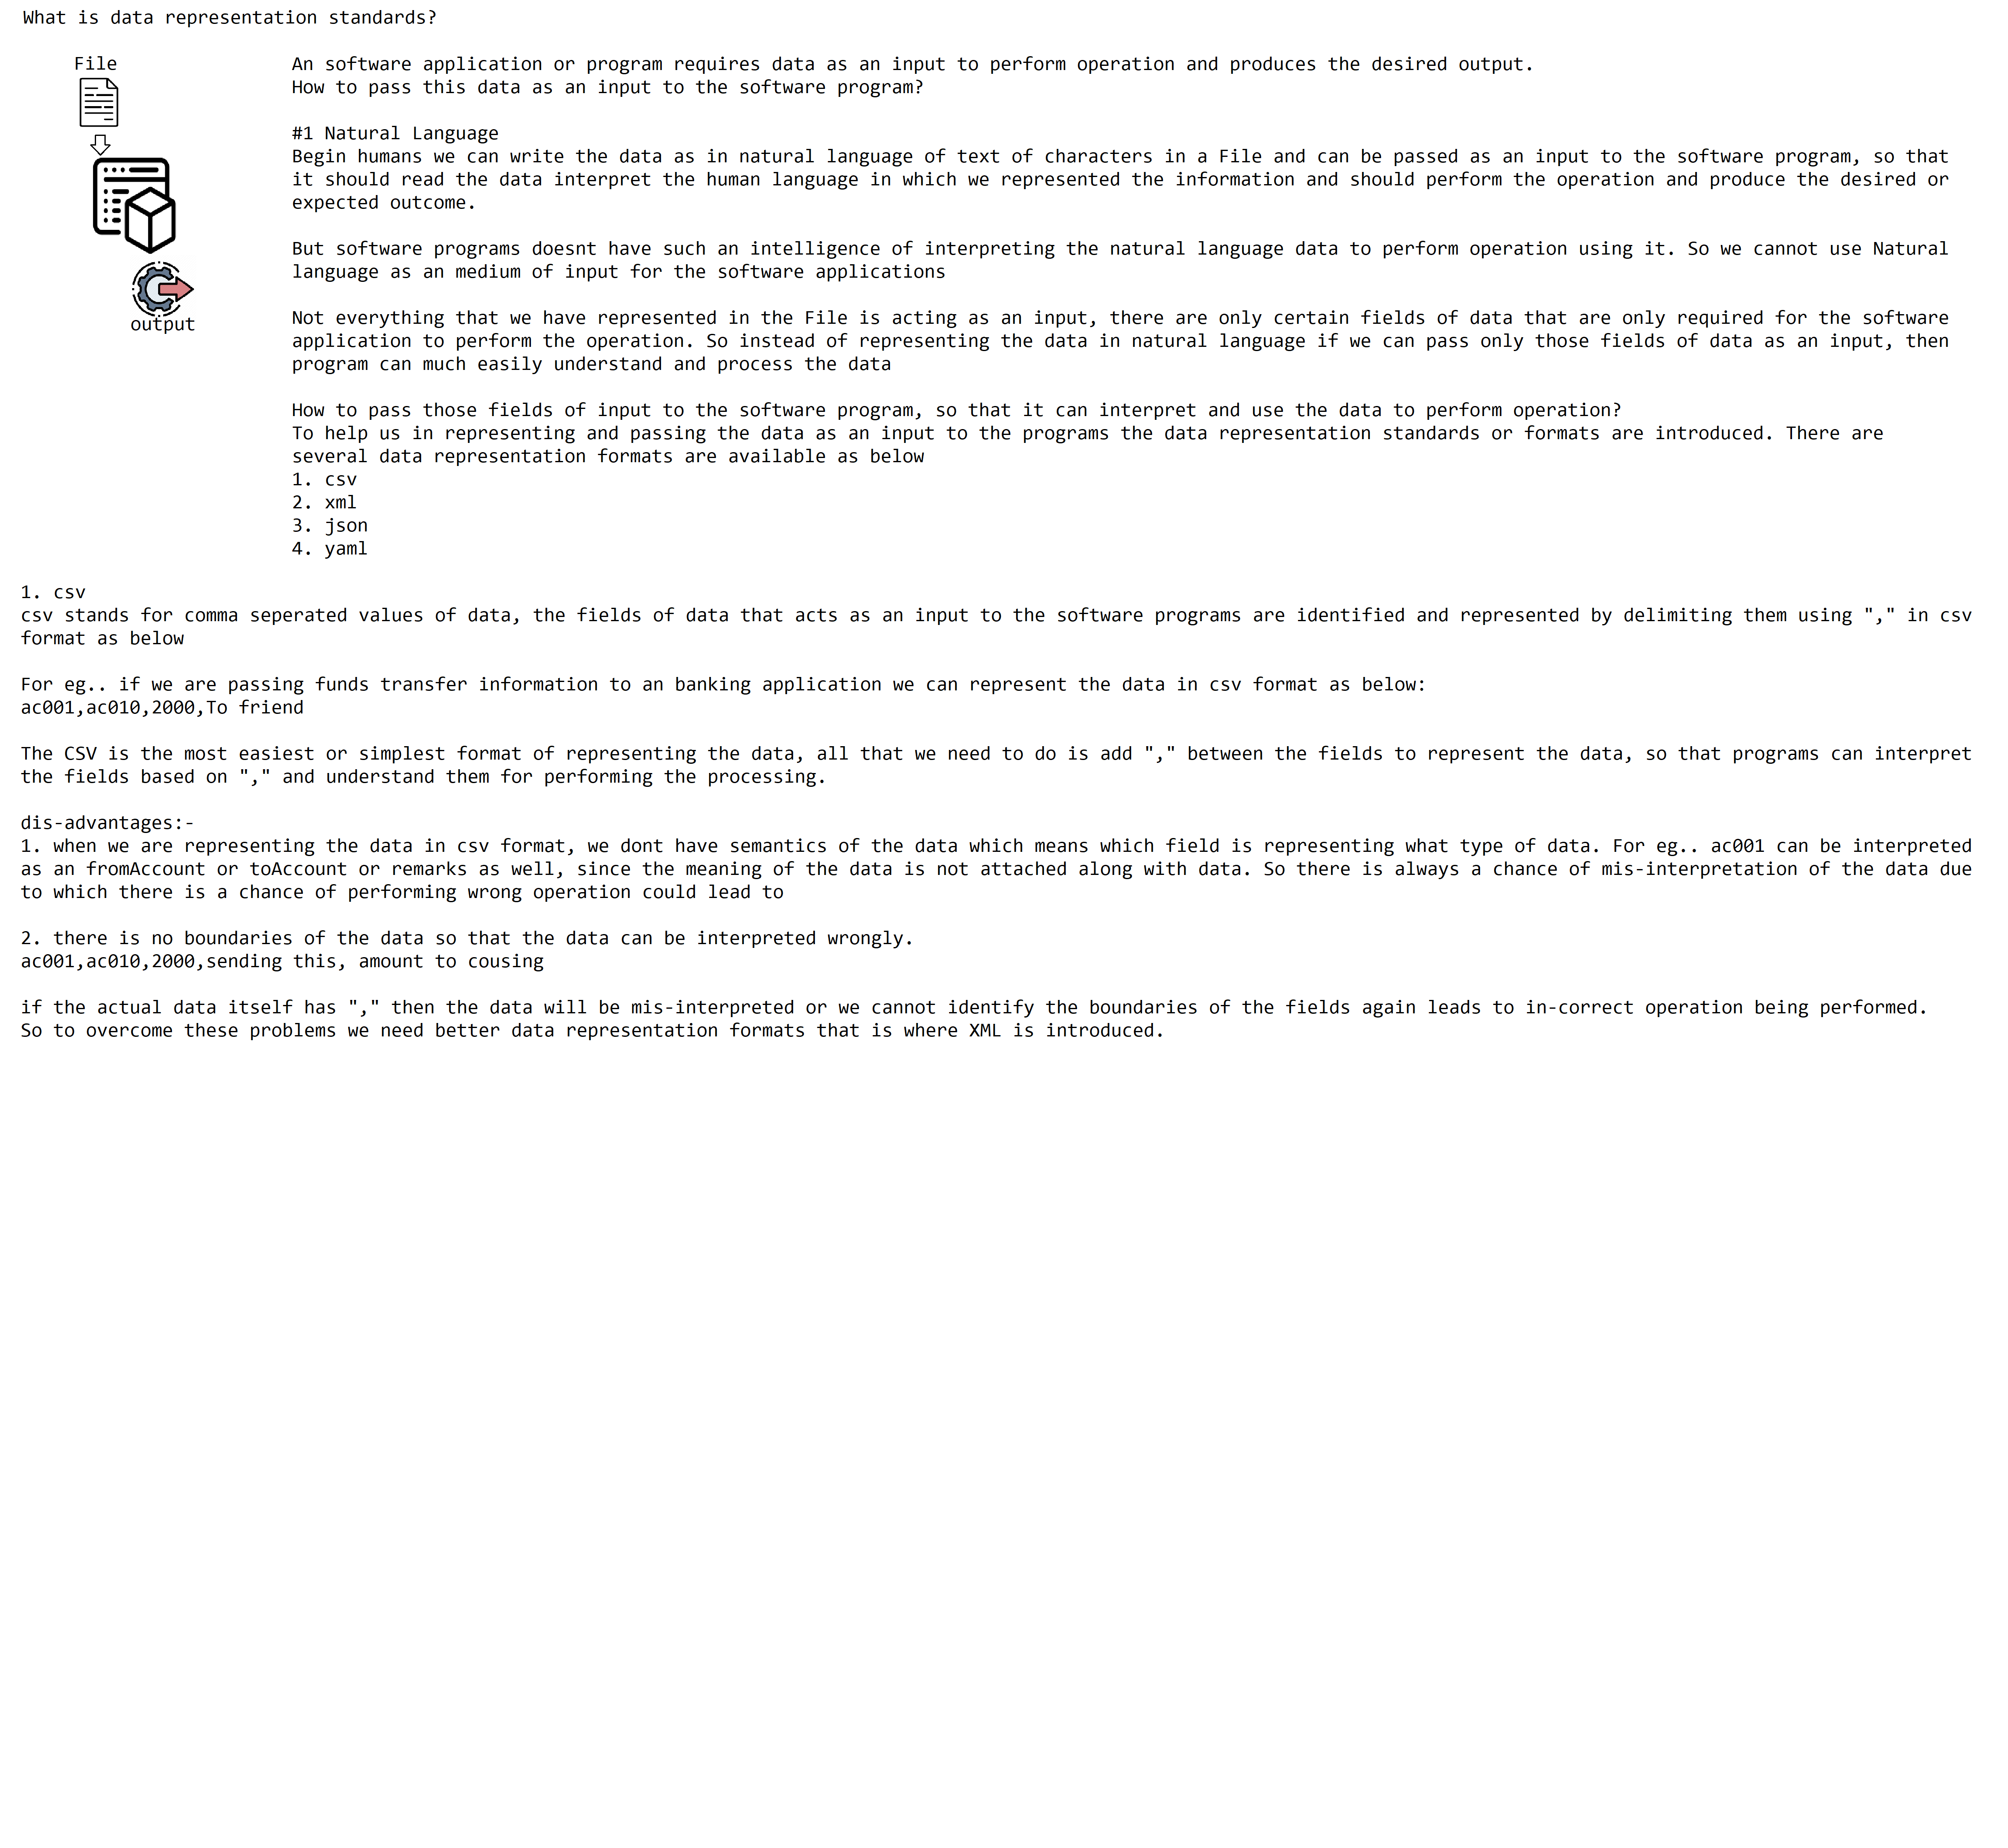 What is data representation standards?
File
An software application or program requires data as an input to perform operation and produces the desired output.
How to pass this data as an input to the software program?
#1 Natural Language
Begin humans we can write the data as in natural language of text of characters in a File and can be passed as an input to the software program, so that
it should read the data interpret the human language in which we represented the information and should perform the operation and produce the desired or
expected outcome.
But software programs doesnt have such an intelligence of interpreting the natural language data to perform operation using it. So we cannot use Natural
language as an medium of input for the software applications
output
Not everything that we have represented in the File is acting as an input, there are only certain fields of data that are only required for the software
application to perform the operation. So instead of representing the data in natural language if we can pass only those fields of data as an input, then
program can much easily understand and process the data
How to pass those fields of input to the software program, so that it can interpret and use the data to perform operation?
To help us in representing and passing the data as an input to the programs the data representation standards or formats are introduced. There are
several data representation formats are available as below
1. csv
2. xml
3. json
4. yaml
1. csv
csv stands for comma seperated values of data, the fields of data that acts as an input to the software programs are identified and represented by delimiting them using "," in csv
format as below
For eg.. if we are passing funds transfer information to an banking application we can represent the data in csv format as below:
ac001,ac010,2000,To friend
The CSV is the most easiest or simplest format of representing the data, all that we need to do is add "," between the fields to represent the data, so that programs can interpret
the fields based on "," and understand them for performing the processing.
dis-advantages:-
1. when we are representing the data in csv format, we dont have semantics of the data which means which field is representing what type of data. For eg.. ac001 can be interpreted
as an fromAccount or toAccount or remarks as well, since the meaning of the data is not attached along with data. So there is always a chance of mis-interpretation of the data due
to which there is a chance of performing wrong operation could lead to
2. there is no boundaries of the data so that the data can be interpreted wrongly.
ac001,ac010,2000,sending this, amount to cousing
if the actual data itself has "," then the data will be mis-interpreted or we cannot identify the boundaries of the fields again leads to in-correct operation being performed.
So to overcome these problems we need better data representation formats that is where XML is introduced.